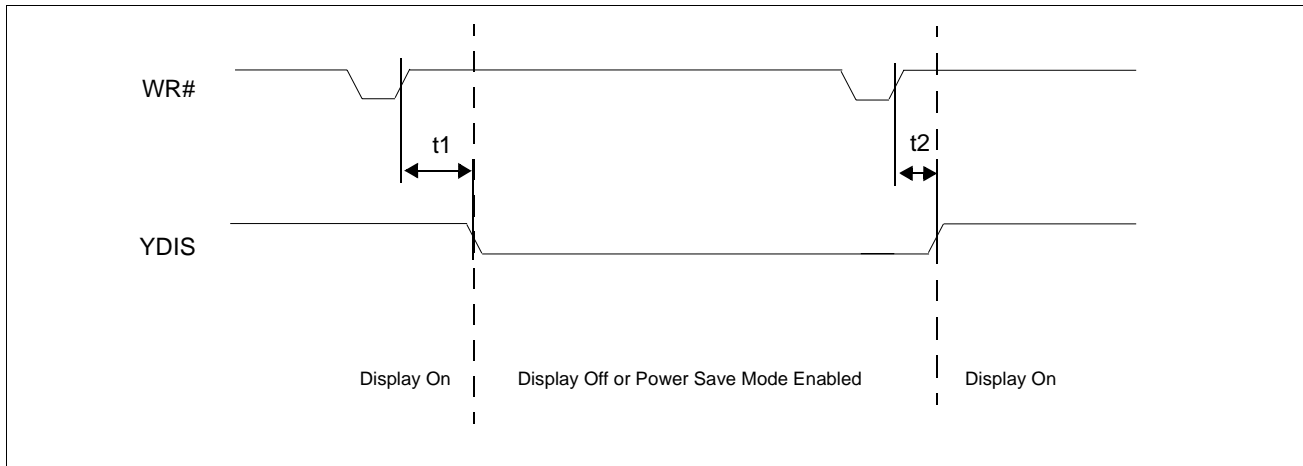 WR#
t1
t2
YDIS
Display On
Display Off or Power Save Mode Enabled
Display On